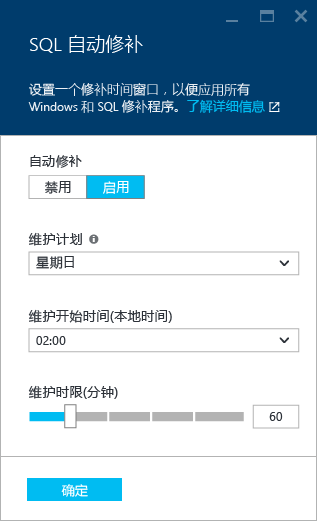 SQL 自动修补
设置一个修补时间窗口，以便应用所有
Windows 和 SQL 修补程序。了解详细信息
自动修补
禁用 启用
维护计划
星期日
维护开始时间(本地时间)
02:00
维护时限(分钟)
60
确定